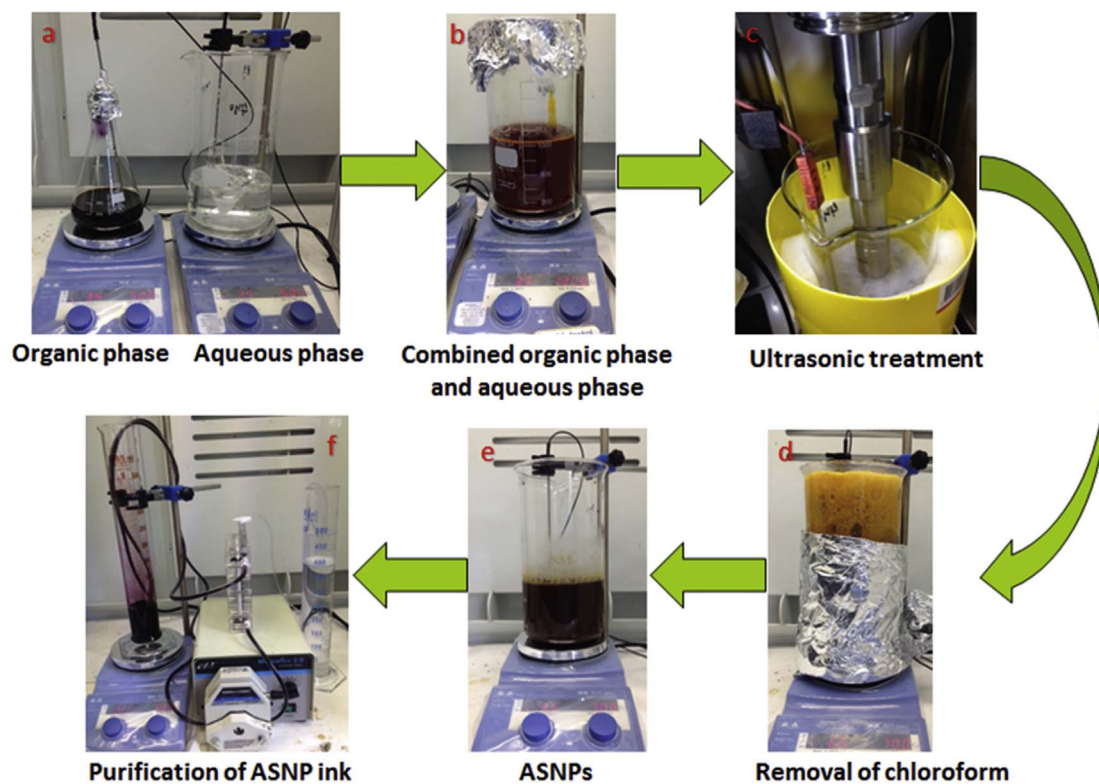 a
b
c
Organic phase
Aqueous phase
Combined organic phase
and aqueous phase
Ultrasonic treatment
f
e
d
Purification of ASNP ink
ASNPs
Removal of chloroform